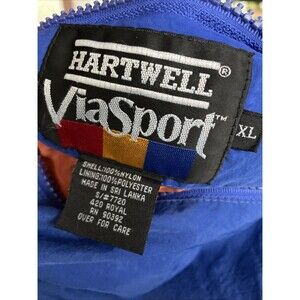 HARTWELL®
ViaSport™
XL
SHELL:100%NYLON
LINING:100%POLYESTER
MADE IN SRI LANKA
S/#7720
420 ROYAL
RN 90392
OVER FOR CARE